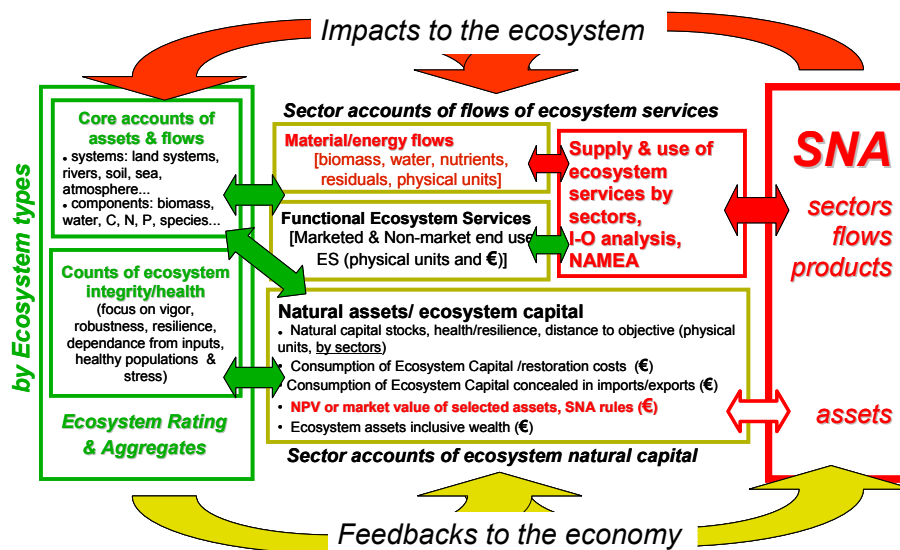 Impacts to the ecosystem
by Ecosystem types
Core accounts of
assets & flows
• systems: land systems,
rivers, soil, sea,
atmosphere...
• components: biomass,
water, C, N, P, species...
Counts of ecosystem
integrity/health
(focus on vigor,
robustness, resilience,
dependance from inputs,
healthy populations &
stress)
Ecosystem Rating
& Aggregates
Sector accounts of flows of ecosystem services
Material/energy flows
[biomass, water, nutrients,
residuals, physical units]
Functional Ecosystem Services
[Marketed & Non-market end use
ES (physical units and €)]
Supply & use of
ecosystem
services by
sectors,
I-O analysis,
NAMEA
Natural assets/ ecosystem capital
• Natural capital stocks, health/resilience, distance to objective (physical
units, by sectors)
• Consumption of Ecosystem Capital /restoration costs (€)
Consumption of Ecosystem Capital concealed in imports/exports (€)
• NPV or market value of selected assets, SNA rules (€)
• Ecosystem assets inclusive wealth (€)
Sector accounts of ecosystem natural capital
SNA
sectors
flows
products
assets
Feedbacks to the economy